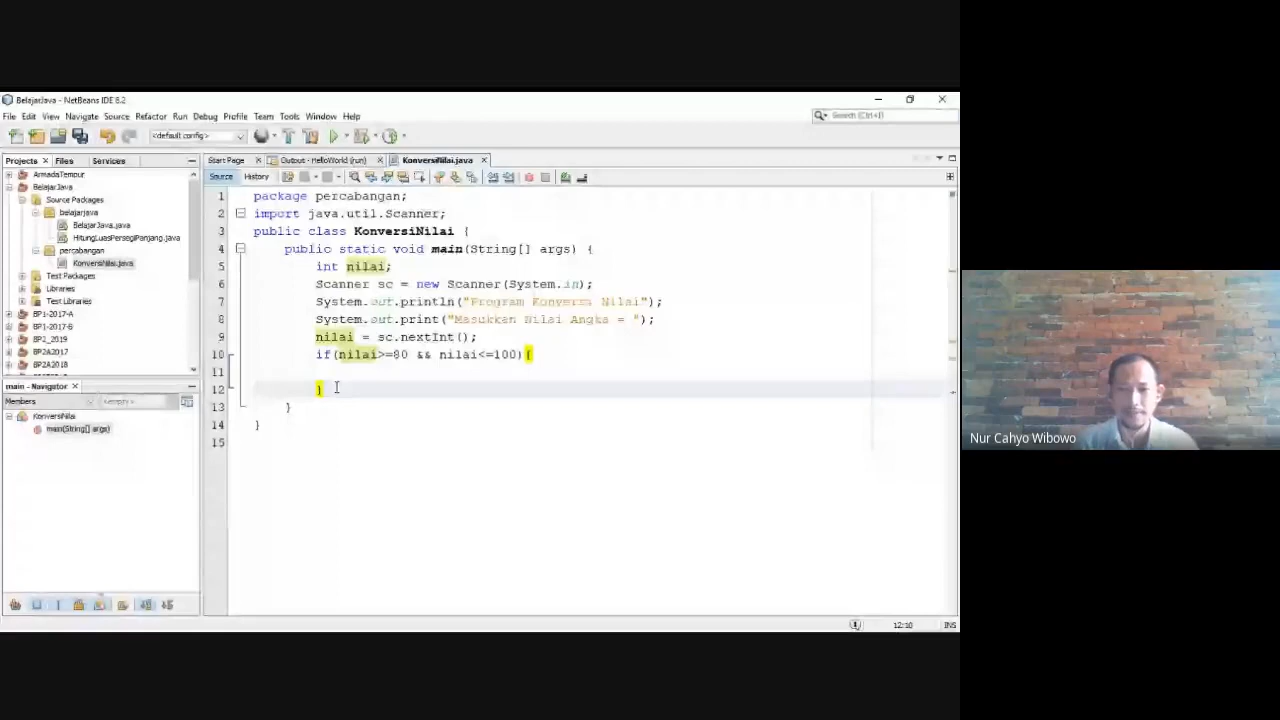 BelajarJava - NetBeans IDE 8.2
File Edit View Navigate Source Refactor Run Debug Profile Team Tools Window Help
Search (Ctrl+I)
<default config>
Projects Files Services
Start Page Output - HelloWorld (run) KonversiNilai.java
Source History
ArmadaTempur
BelajarJava
Source Packages
belajarjava
BelajarJava.java
HitungLuasPersegiPanjang.java
percabangan
KonversiNilai.java
Test Packages
Libraries
Test Libraries
BP1-2017-A
BP1-2017-B
BP2_2019
BP2A2017
BP2A2018
main - Navigator
Members <empty>
KonversiNilai
main(String[] args)
1 package percabangan;
2 import java.util.Scanner;
3 public class KonversiNilai {
4 public static void main(String[] args) {
5 int nilai;
6 Scanner sc = new Scanner(System.in);
7 System.out.println("Program Konversi Nilai");
8 System.out.print("Masukkan Nilai Angka = ");
9 nilai = sc.nextInt();
10 if(nilai>=80 && nilai<=100){
11
12 }
13 }
14 }
15
12:10 INS
Nur Cahyo Wibowo